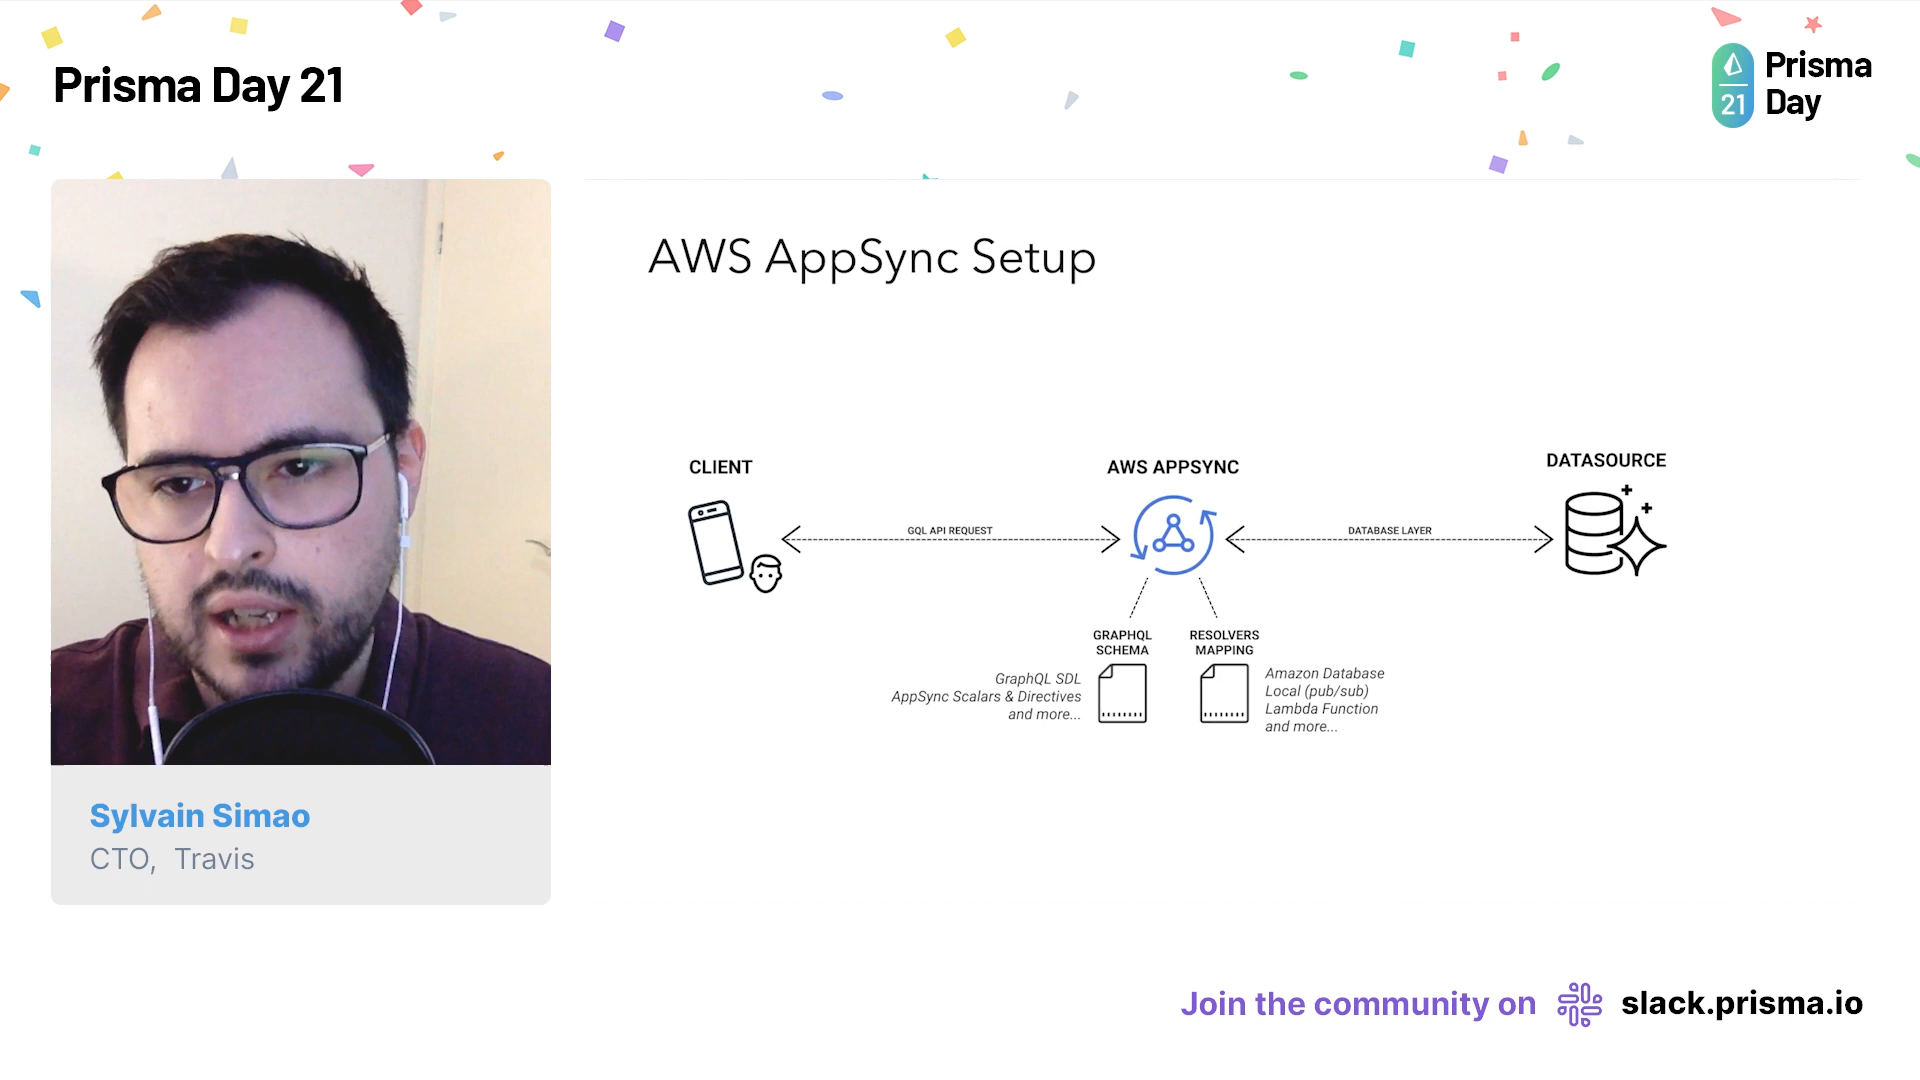 Prisma Day 21
21
Prisma
Day
AWS AppSync Setup
CLIENT
AWS APPSYNC
DATASOURCE
GQL API REQUEST
DATABASE LAYER
GRAPHQL
SCHEMA
RESOLVERS
MAPPING
GraphQL SDL
AppSync Scalars & Directives
and more...
Amazon Database
Local (pub/sub)
Lambda Function
and more...
Sylvain Simao
CTO, Travis
Join the community on slack.prisma.io